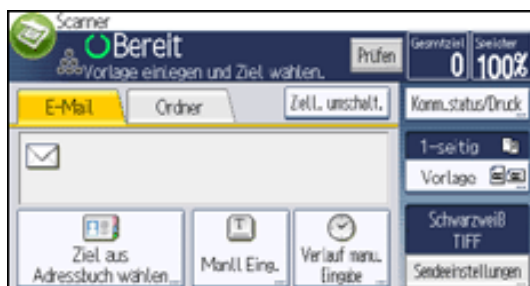 Scanner
Bereit
Vorlage einlegen und Ziel wählen.
Prüfen
Gesamtziel
0
Speicher
100%
E-Mail
Ordner
Zell. umschalt.
Komm.status/Druck
1-seitig
Vorlage
Schwarzweiß
TIFF
Sendeeinstellungen
Ziel aus
Adressbuch wählen
Manll Eing.
Verlauf manu.
Eingabe